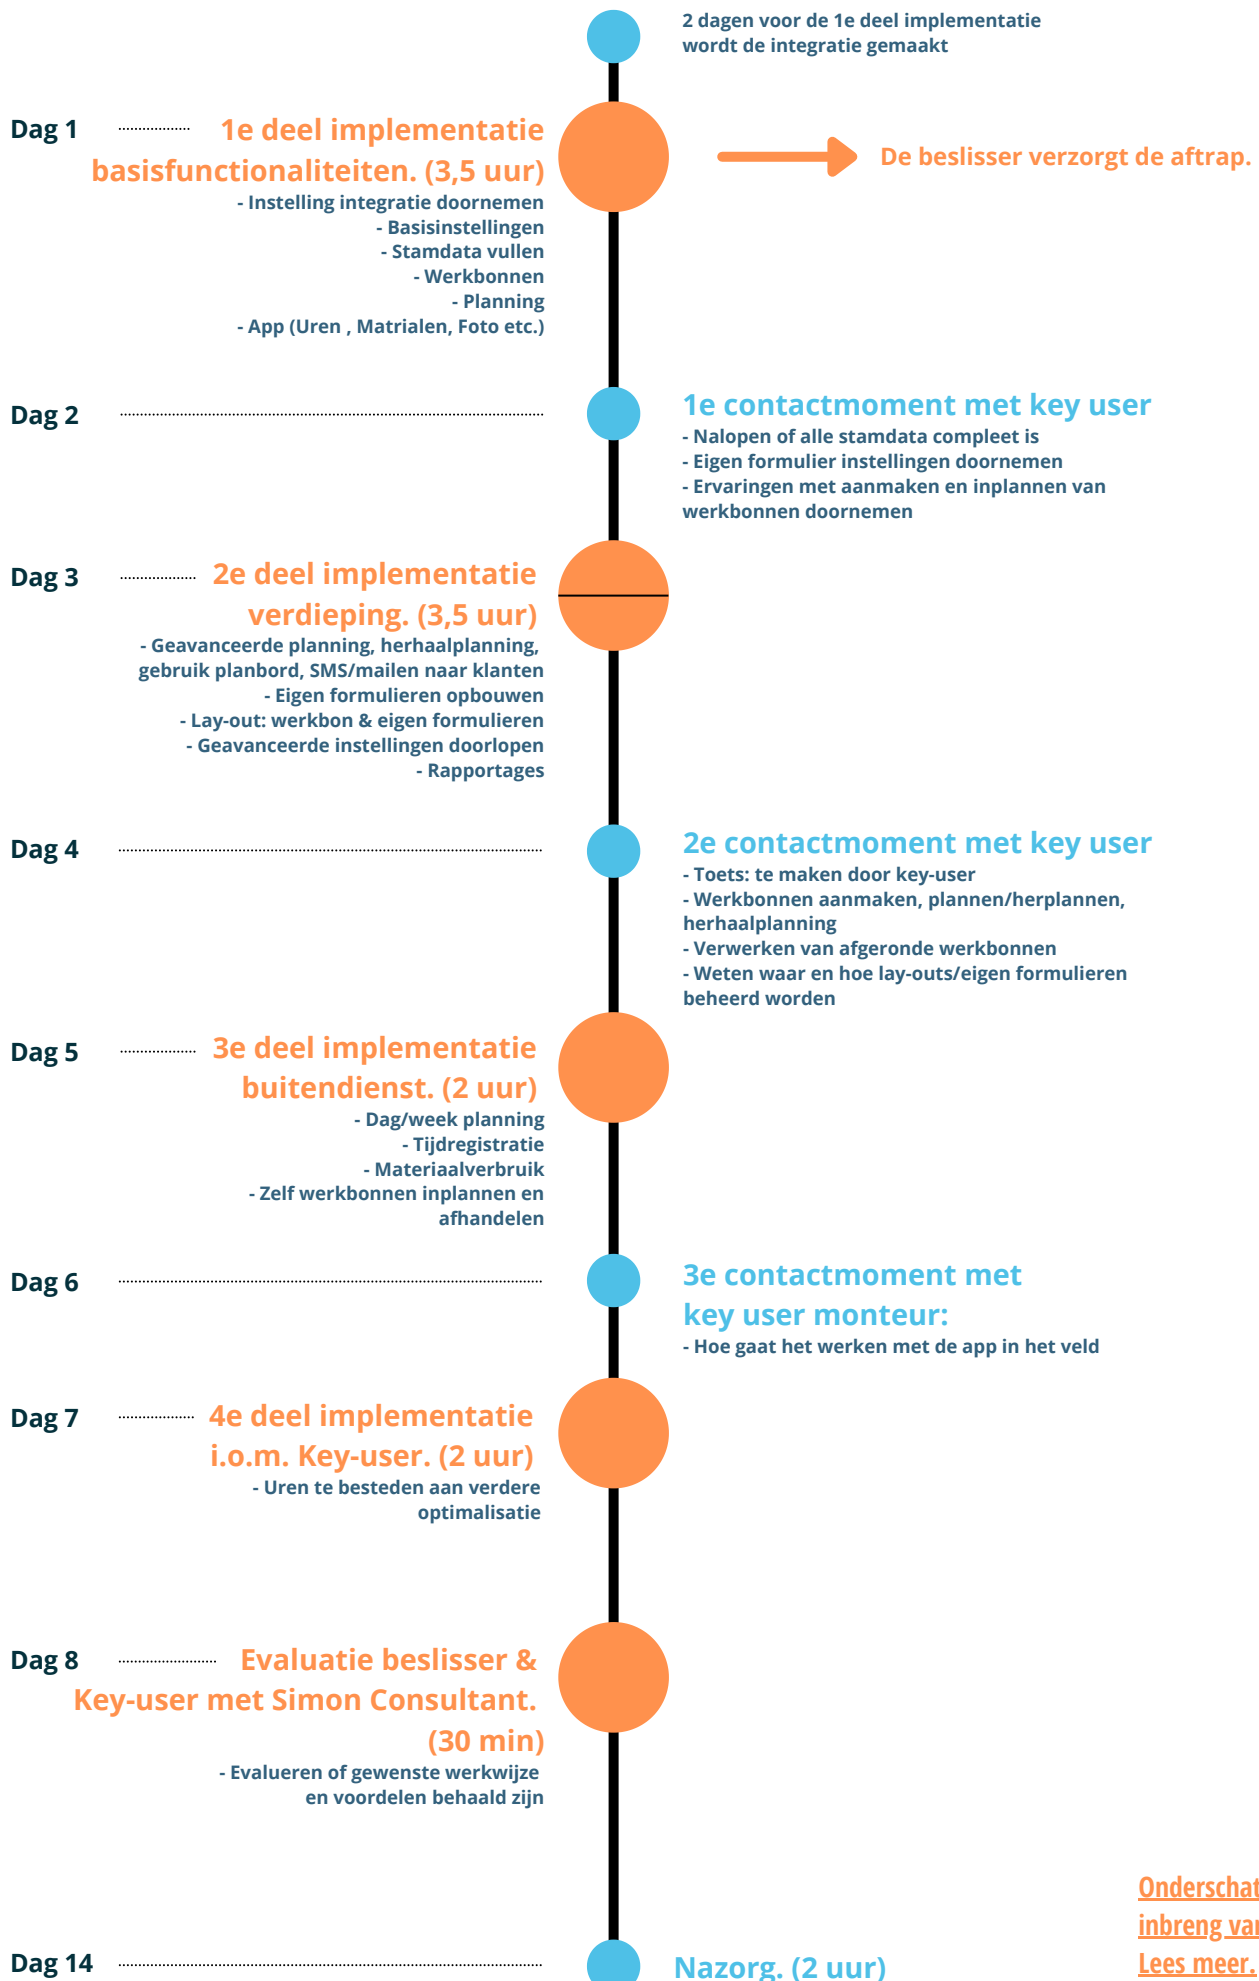 2 dagen voor de 1e deel implementatie
wordt de integratie gemaakt
Dag 1
1e deel implementatie
basisfunctionaliteiten. (3,5 uur)
- Instelling integratie doornemen
- Basisinstellingen
- Stamdata vullen
- Werkbonnen
- Planning
- App (Uren , Matrialen, Foto etc.)
De beslisser verzorgt de aftrap.
Dag 2
1e contactmoment met key user
- Nalopen of alle stamdata compleet is
- Eigen formulier instellingen doornemen
- Ervaringen met aanmaken en inplannen van
werkbonnen doornemen
Dag 3
2e deel implementatie
verdieping. (3,5 uur)
- Geavanceerde planning, herhaalplanning,
gebruik planbord, SMS/mailen naar klanten
- Eigen formulieren opbouwen
- Lay-out: werkbon & eigen formulieren
- Geavanceerde instellingen doorlopen
- Rapportages
Dag 4
2e contactmoment met key user
- Toets: te maken door key-user
- Werkbonnen aanmaken, plannen/herplannen,
herhaalplanning
- Verwerken van afgeronde werkbonnen
- Weten waar en hoe lay-outs/eigen formulieren
beheerd worden
Dag 5
3e deel implementatie
buitendienst. (2 uur)
- Dag/week planning
- Tijdregistratie
- Materiaalverbruik
- Zelf werkbonnen inplannen en
afhandelen
Dag 6
3e contactmoment met
key user monteur:
- Hoe gaat het werken met de app in het veld
Dag 7
4e deel implementatie
i.o.m. Key-user. (2 uur)
- Uren te besteden aan verdere
optimalisatie
Dag 8
Evaluatie beslisser &
Key-user met Simon Consultant.
(30 min)
- Evalueren of gewenste werkwijze
en voordelen behaald zijn
Onderschat
inbreng
Lees meer.
Dag 14
Nazorg. (2 uur)